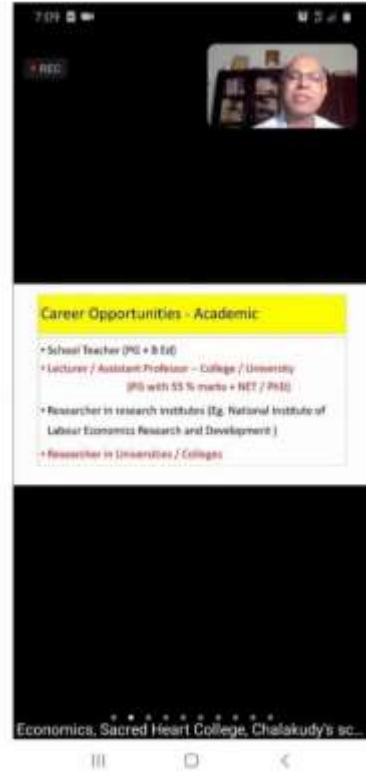 7:09
REC
Career Opportunities - Academic
• School Teacher (PG + B Ed)
• Lecturer / Assistant Professor – College / University
(PG with 55 % marks + NET / PhD)
• Researcher in research institutes (Eg. National Institute of
Labour Economics Research and Development )
• Researcher in Universities / Colleges
Economics, Sacred Heart College, Chalakudy's sc...